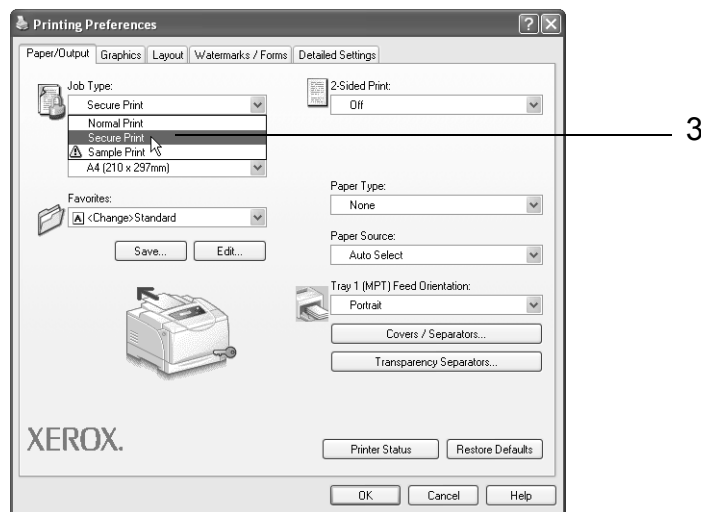 Printing Preferences
Paper/Output Graphics Layout Watermarks / Forms Detailed Settings
Job Type:
Secure Print
Normal Print
Secure Print
Sample Print
A4 (210 x 297mm)
Favorites:
<Change>Standard
Save... Edit...
2-Sided Print:
Off
3
Paper Type:
None
Paper Source:
Auto Select
Tray 1 (MPT) Feed Orientation:
Portrait
Covers / Separators...
Transparency Separators...
XEROX.
Printer Status Restore Defaults
OK Cancel Help